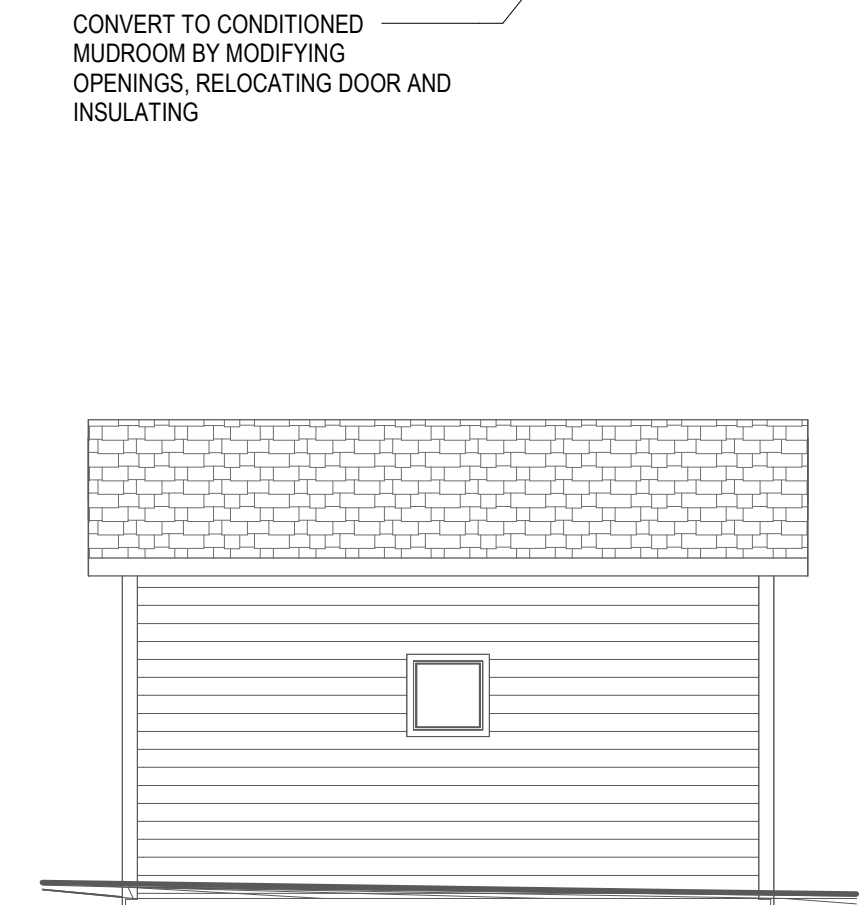 CONVERT TO CONDITIONED
MUDROOM BY MODIFYING
OPENINGS, RELOCATING DOOR AND
INSULATING